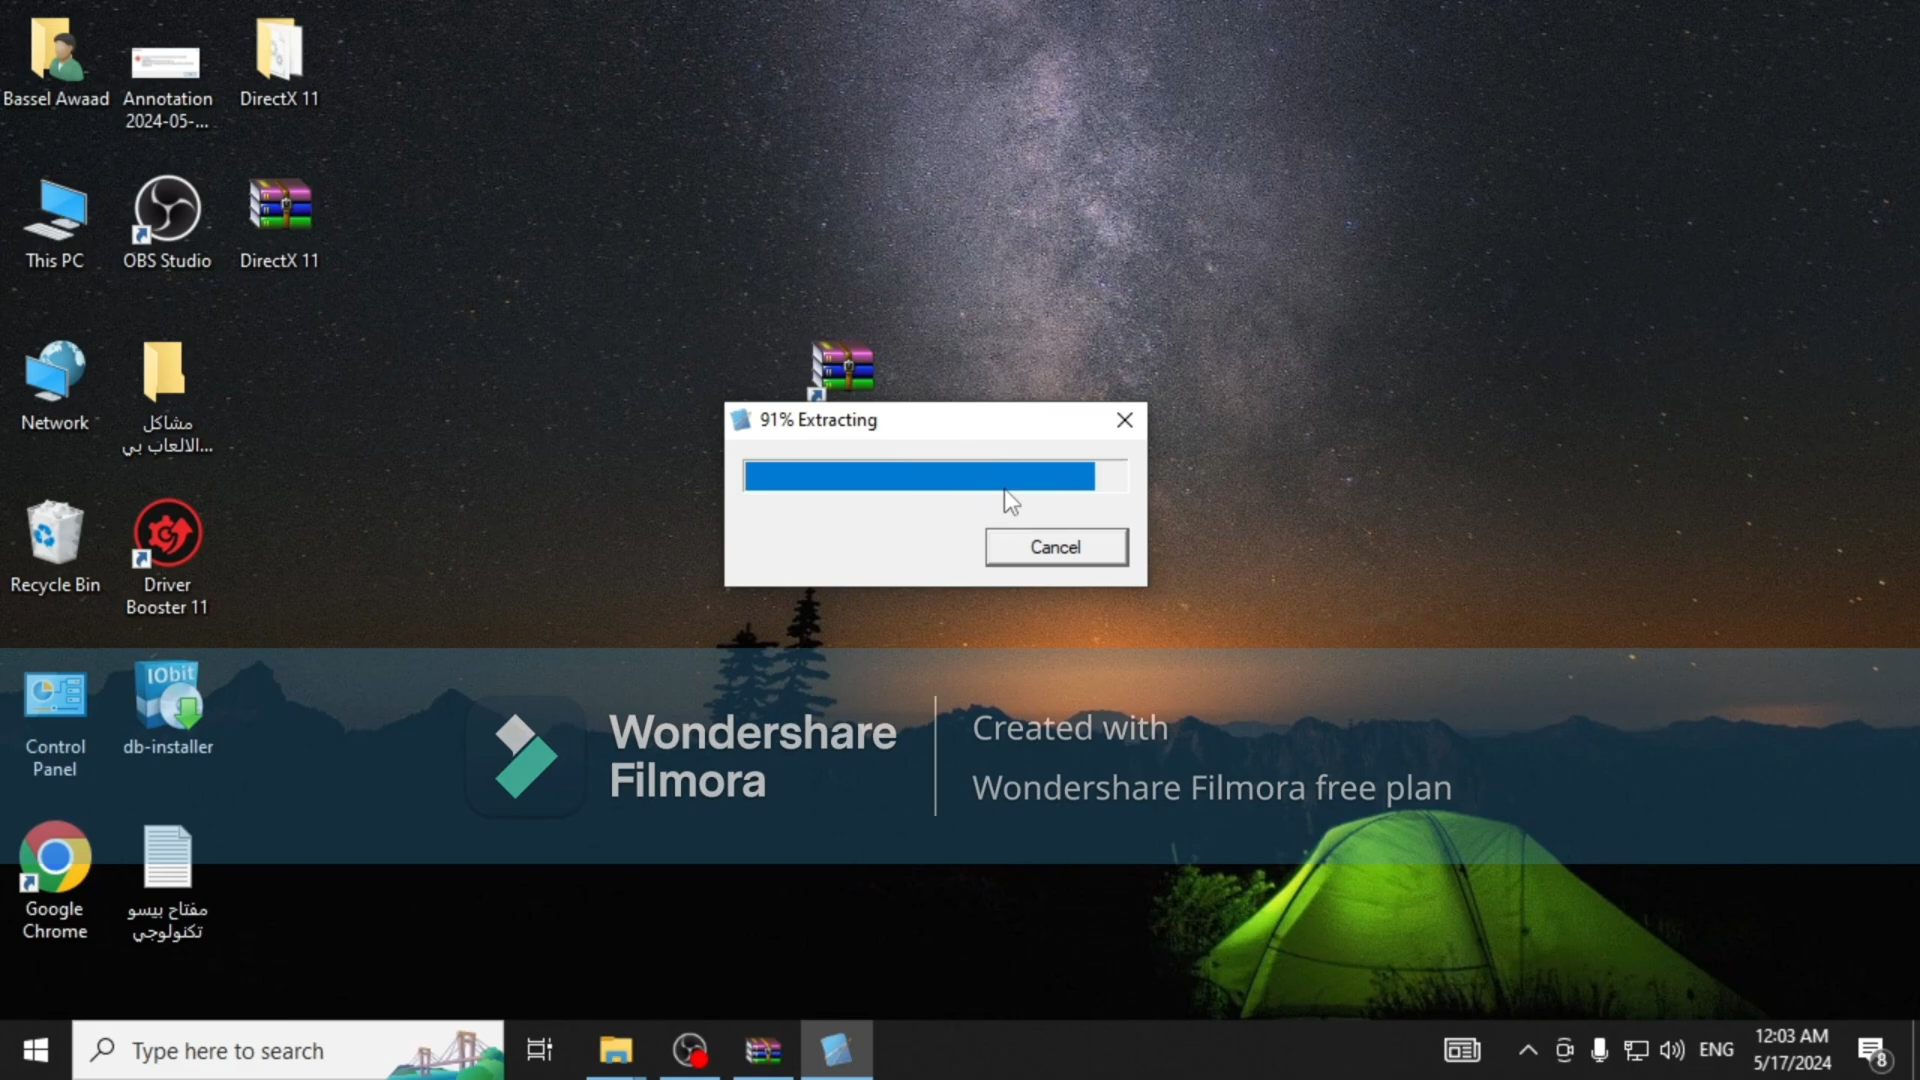 Bassel Awaad
Annotation
2024-05-...
DirectX 11
This PC
OBS Studio
DirectX 11
Network
مشاكل
الالعاب بي...
91% Extracting
Cancel
Recycle Bin
Driver
Booster 11
IObit
Control
Panel
db-installer
Wondershare
Filmora
Created with
Wondershare Filmora free plan
Google
Chrome
مفتاح بيسو
تكنولوجي
Type here to search
ENG
12:03 AM
5/17/2024
8